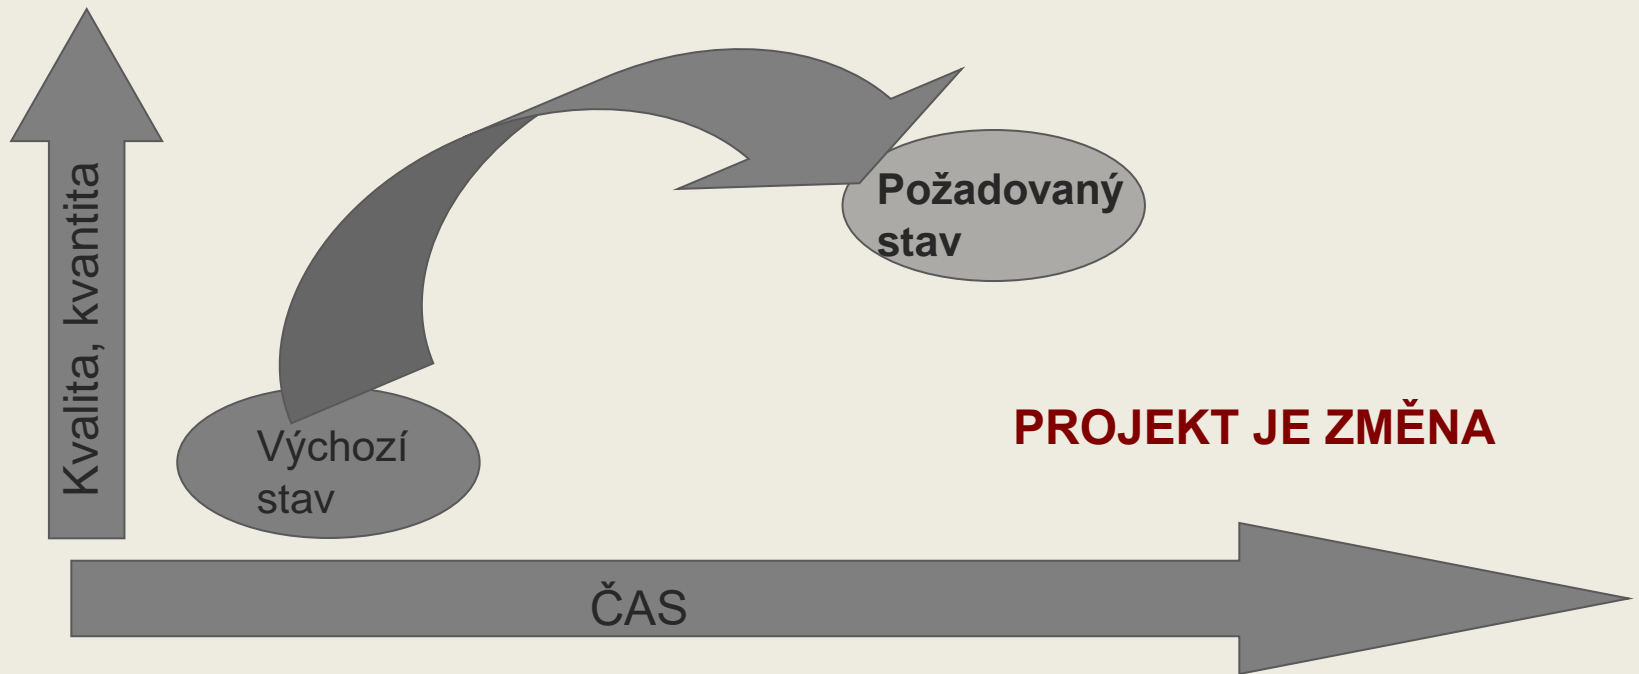 Kvalita, kvantita
Požadovaný
stav
PROJEKT JE ZMĚNA
Výchozí
stav
ČAS